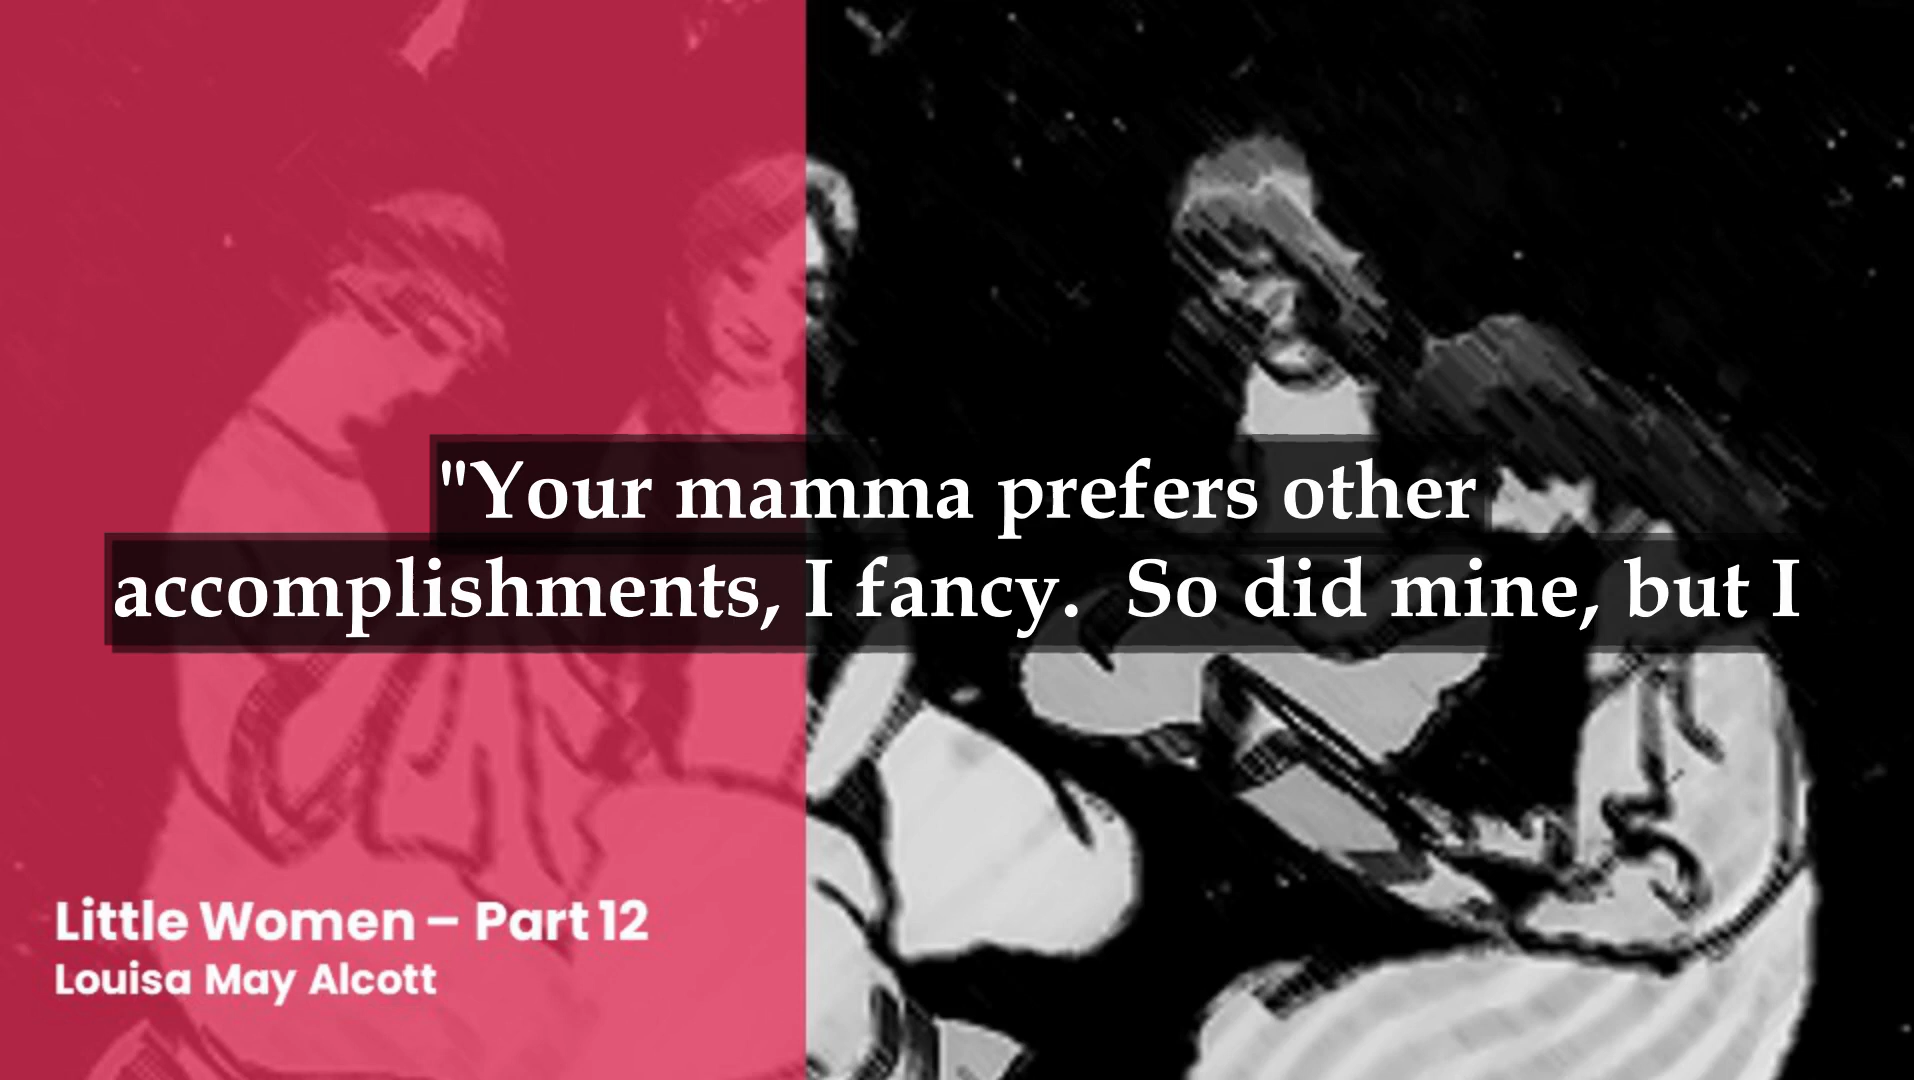 "Your mamma prefers other
accomplishments, I fancy.  So did mine, but I
Little Women – Part 12
Louisa May Alcott